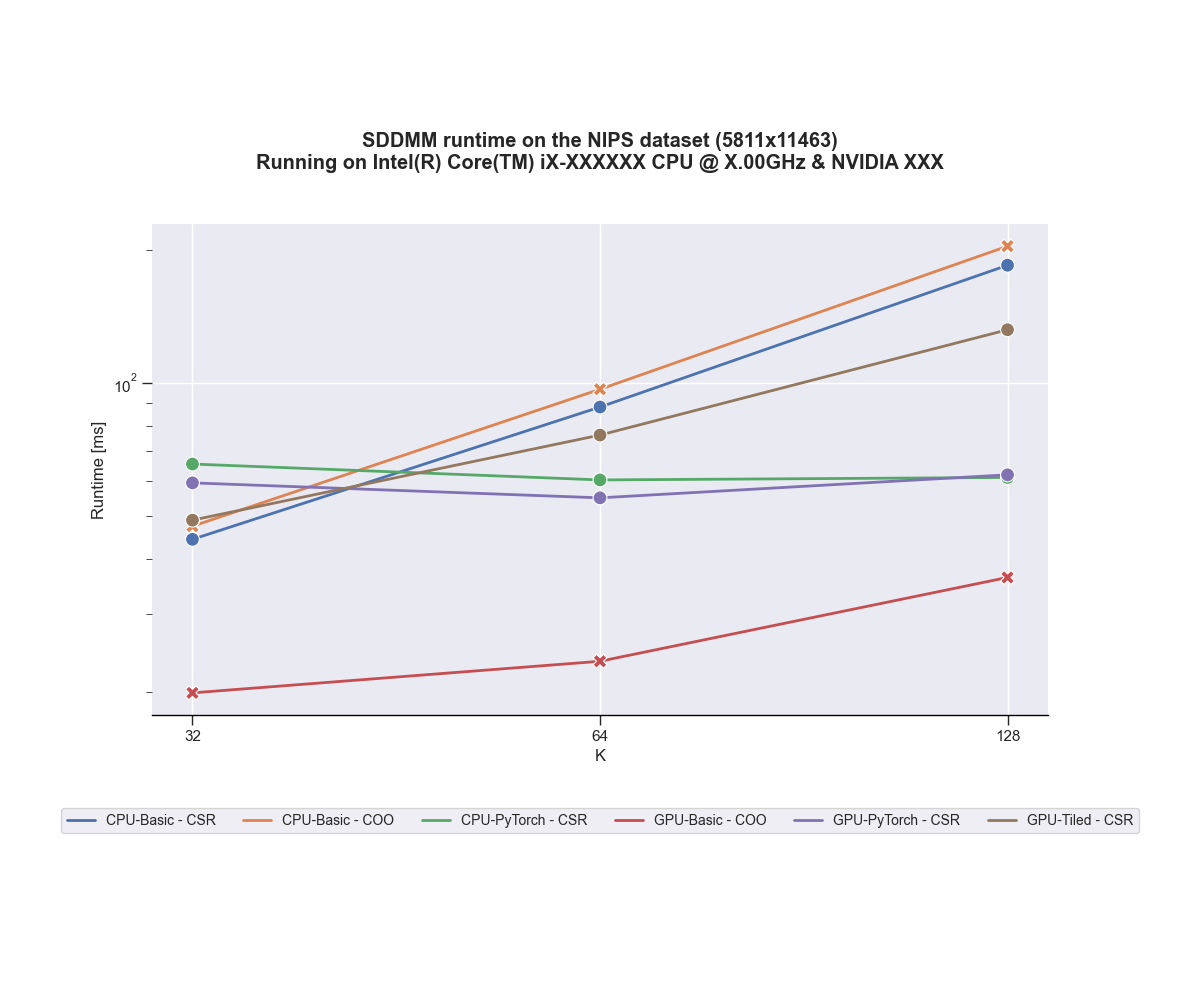 SDDMM runtime on the NIPS dataset (5811x11463)
Running on Intel(R) Core(TM) iX-XXXXXX CPU @ X.00GHz & NVIDIA XXX
10^2
Runtime [ms]
32 64 128
K
CPU-Basic - CSR CPU-Basic - COO CPU-PyTorch - CSR GPU-Basic - COO GPU-PyTorch - CSR GPU-Tiled - CSR